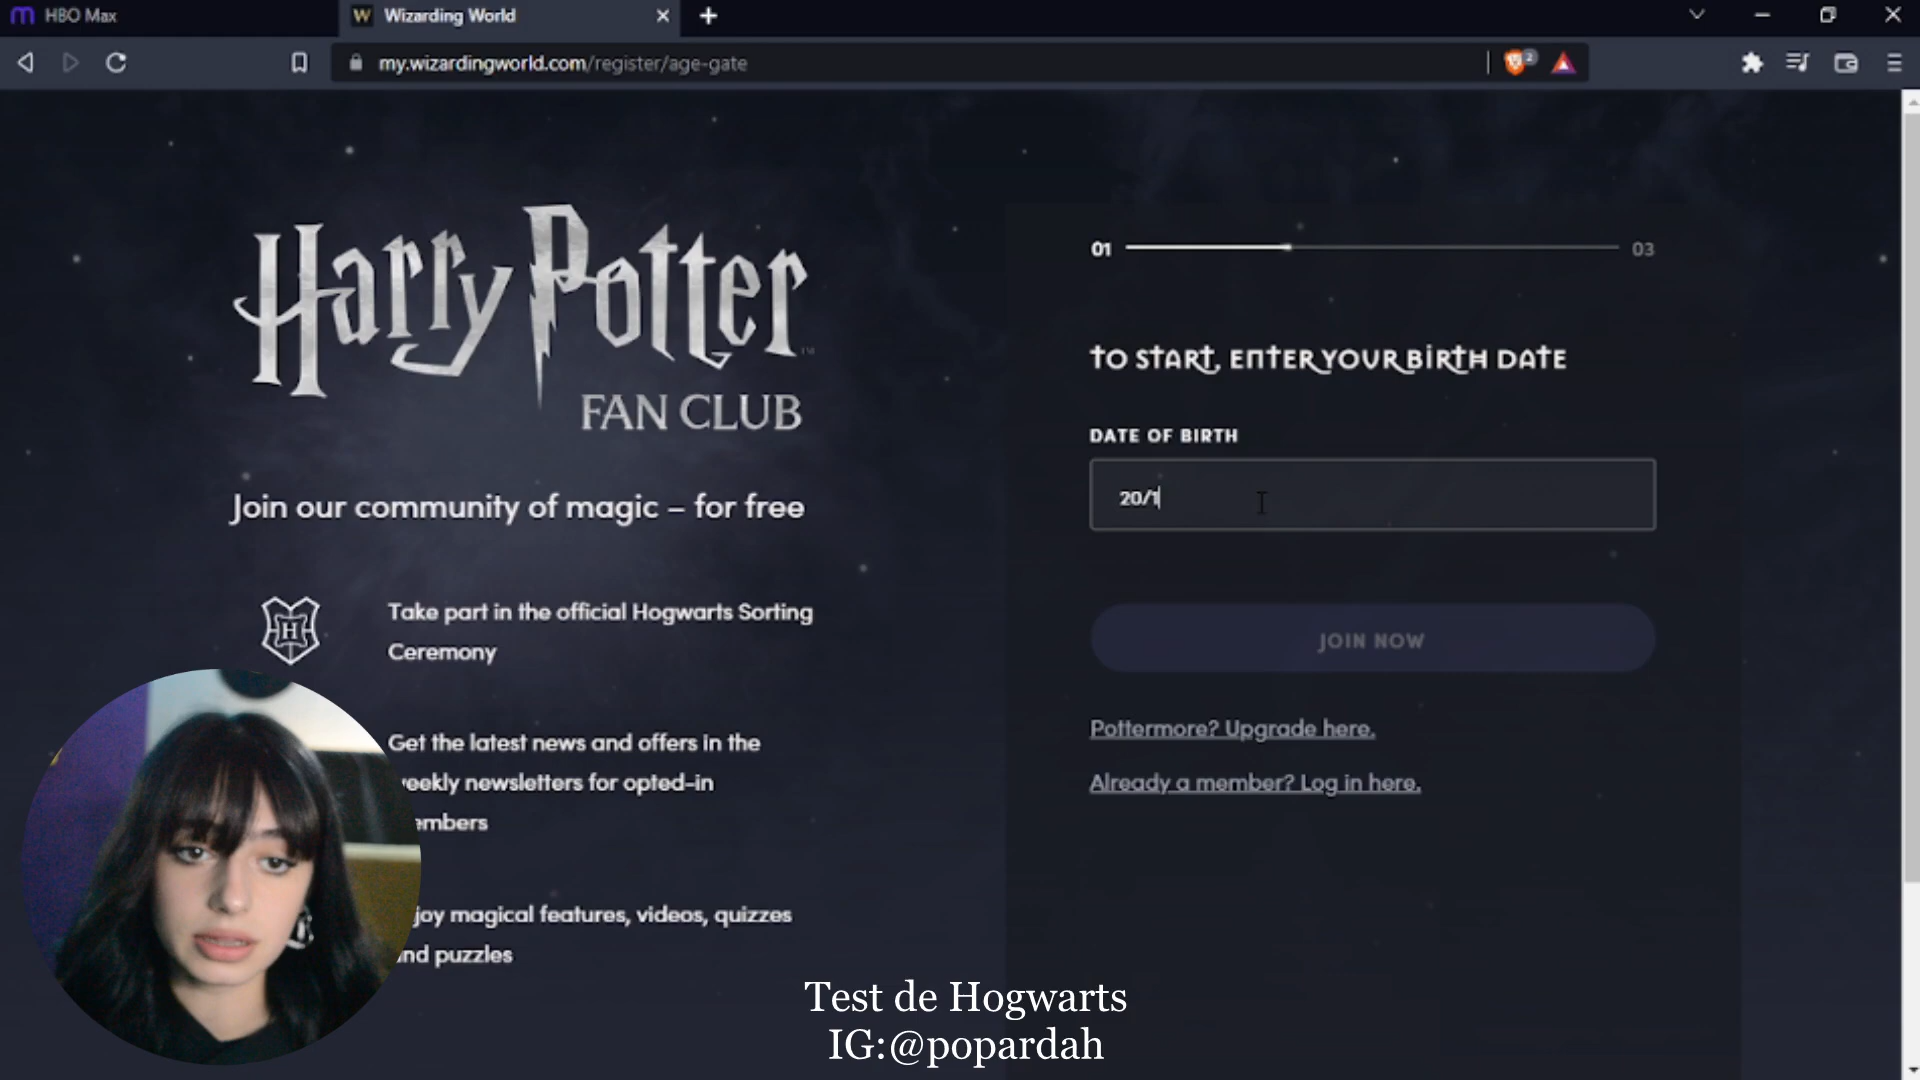 HBO Max
Wizarding World
my.wizardingworld.com/register/age-gate
2
Harry Potter
FAN CLUB
Join our community of magic – for free
H
Take part in the official Hogwarts Sorting
Ceremony
Get the latest news and offers in the
weekly newsletters for opted-in
embers
joy magical features, videos, quizzes
nd puzzles
01
03
TO START, ENTER YOUR BIRTH DATE
DATE OF BIRTH
20/1
JOIN NOW
Pottermore? Upgrade here.
Already a member? Log in here.
Test de Hogwarts
IG:@popardah